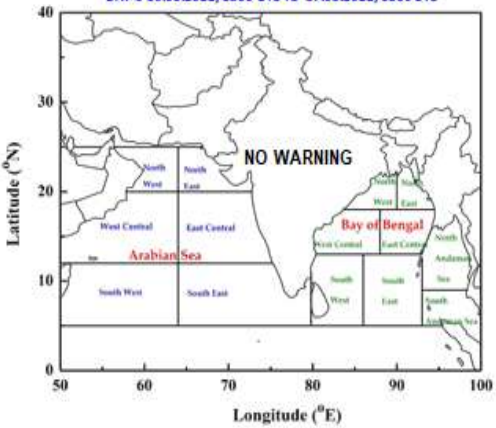 40
30
20
10
0
50
60
70
80
90
100
Latitude (°N)
Longitude (°E)
NO WARNING
North
West
North
East
West Central
East Central
Arabian Sea
South West
South East
North
West
North
East
Bay of Bengal
West Central
East Central
South
West
South
East
North
Andaman
Sea
South
Andaman Sea